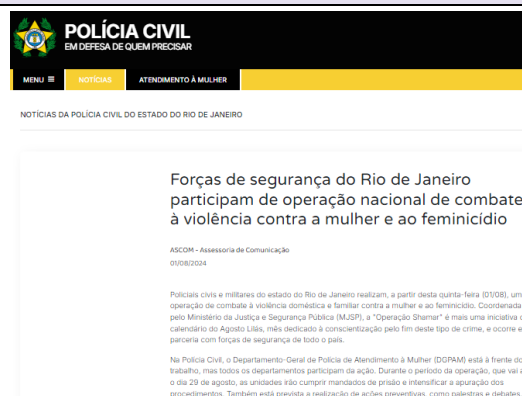 POLÍCIA CIVIL
EM DEFESA DE QUEM PRECISAR
MENU ≡ NOTÍCIAS ATENDIMENTO À MULHER
NOTÍCIAS DA POLÍCIA CIVIL DO ESTADO DO RIO DE JANEIRO
Forças de segurança do Rio de Janeiro
participam de operação nacional de combate
à violência contra a mulher e ao feminicídio
ASCOM - Assessoria de Comunicação
01/08/2024
Policiais civis e militares do estado do Rio de Janeiro realizam, a partir desta quinta-feira (01/08), um
operação de combate à violência doméstica e familiar contra a mulher e ao feminicídio. Coordenada
pelo Ministério da Justiça e Segurança Pública (MJSP), a "Operação Shamar" é mais uma iniciativa d
calendário do Agosto Lilás, mês dedicado à conscientização pelo fim deste tipo de crime, e ocorre e
parceria com forças de segurança de todo o país.
Na Polícia Civil, o Departamento-Geral de Polícia de Atendimento à Mulher (DGPAM) está à frente do
trabalho, mas todos os departamentos participam da ação. Durante o período da operação, que vai a
o dia 29 de agosto, as unidades irão cumprir mandados de prisão e intensificar a apuração dos
procedimentos. Também está prevista a realização de ações preventivas, como palestras e debates